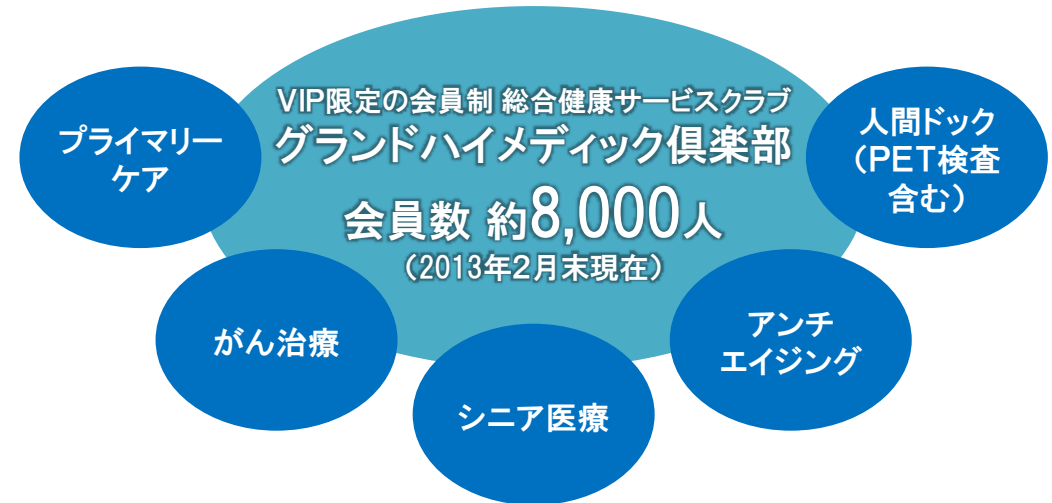 VIP限定の会員制 総合健康サービスクラブ
グランドハイメディック倶楽部
会員数 約8,000人
（2013年2月末現在）
プライマリー
ケア
がん治療
シニア医療
アンチ
エイジング
人間ドック
（PET検査
含む）